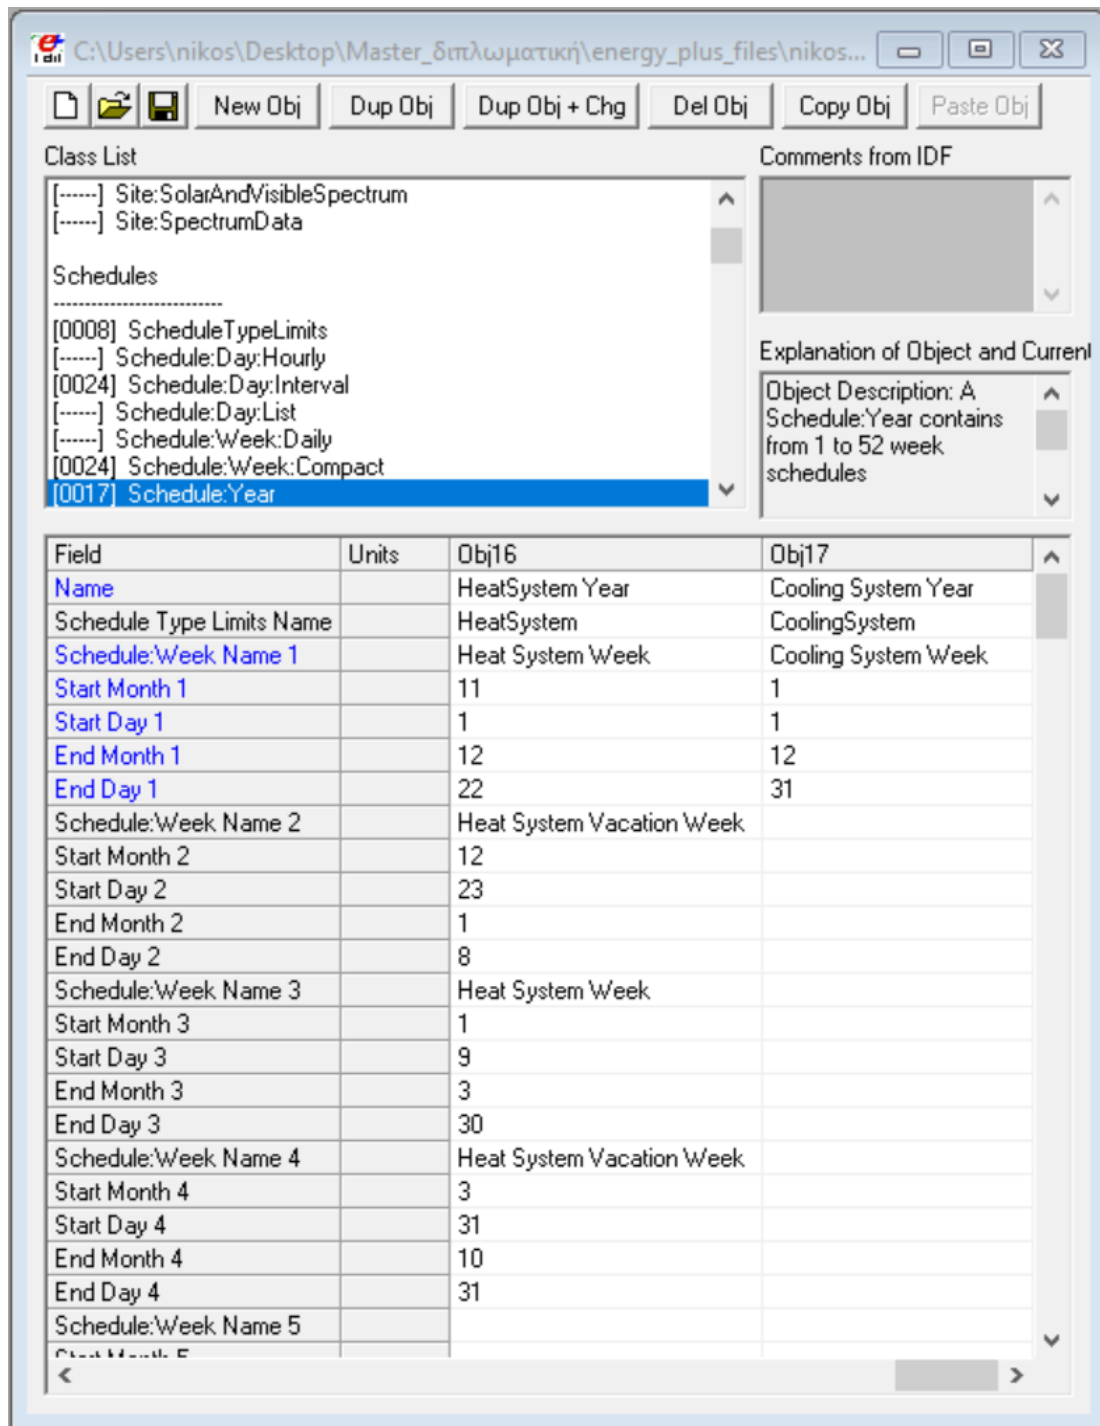 C:\Users\nikos\Desktop\Master_διπλωματική\energy_plus_files\nikos...
New Obj Dup Obj Dup Obj + Chg Del Obj Copy Obj Paste Obj
Class List
[------] Site:SolarAndVisibleSpectrum
[------] Site:SpectrumData
Schedules
---------------------------
[0008] ScheduleTypeLimits
[------] Schedule:Day:Hourly
[0024] Schedule:Day:Interval
[------] Schedule:Day:List
[------] Schedule:Week:Daily
[0024] Schedule:Week:Compact
[0017] Schedule:Year
Comments from IDF
Explanation of Object and Current
Object Description: A
Schedule:Year contains
from 1 to 52 week
schedules
Field Units Obj16 Obj17
Name HeatSystem Year Cooling System Year
Schedule Type Limits Name HeatSystem CoolingSystem
Schedule:Week Name 1 Heat System Week Cooling System Week
Start Month 1 11 1
Start Day 1 1 1
End Month 1 12 12
End Day 1 22 31
Schedule:Week Name 2 Heat System Vacation Week
Start Month 2 12
Start Day 2 23
End Month 2 1
End Day 2 8
Schedule:Week Name 3 Heat System Week
Start Month 3 1
Start Day 3 9
End Month 3 3
End Day 3 30
Schedule:Week Name 4 Heat System Vacation Week
Start Month 4 3
Start Day 4 31
End Month 4 10
End Day 4 31
Schedule:Week Name 5